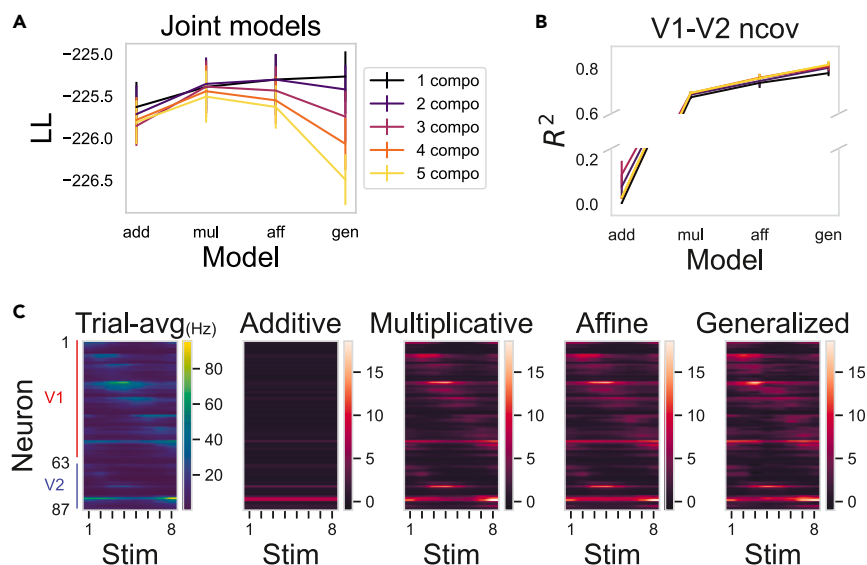 A
Joint models
LL
−225.0
−225.5
−226.0
−226.5
add mul aff gen
Model
1 compo
2 compo
3 compo
4 compo
5 compo
B
V1-V2 ncov
R²
0.8
0.6
0.2
0.0
add mul aff gen
Model
C
Trial-avg(Hz) Additive Multiplicative Affine Generalized
Neuron
1
V1
63
V2
87
80
60
40
20
15
10
5
0
15
10
5
0
15
10
5
0
15
10
5
0
1 8 1 8 1 8 1 8 1 8
Stim Stim Stim Stim Stim